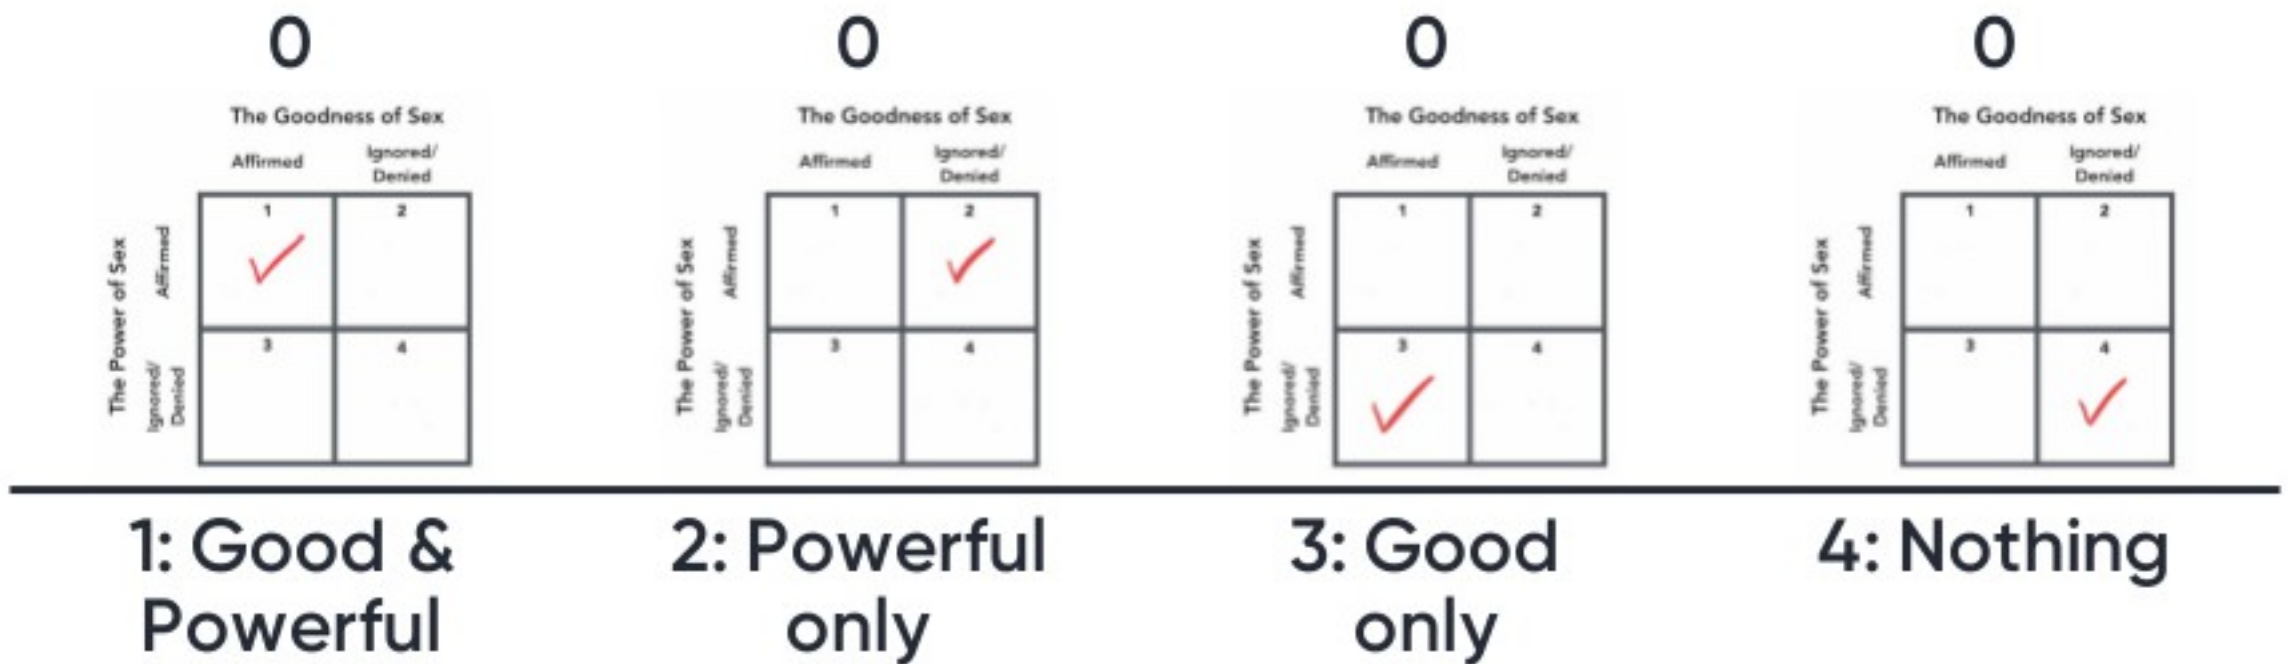 0
0
0
0
The Goodness of Sex
Affirmed
Ignored/
Denied
The Power of Sex
Affirmed
Ignored/
Denied
1
2
3
4
The Goodness of Sex
Affirmed
Ignored/
Denied
The Power of Sex
Affirmed
Ignored/
Denied
1
2
3
4
The Goodness of Sex
Affirmed
Ignored/
Denied
The Power of Sex
Affirmed
Ignored/
Denied
1
2
3
4
The Goodness of Sex
Affirmed
Ignored/
Denied
The Power of Sex
Affirmed
Ignored/
Denied
1
2
3
4
1: Good &
Powerful
2: Powerful
only
3: Good
only
4: Nothing